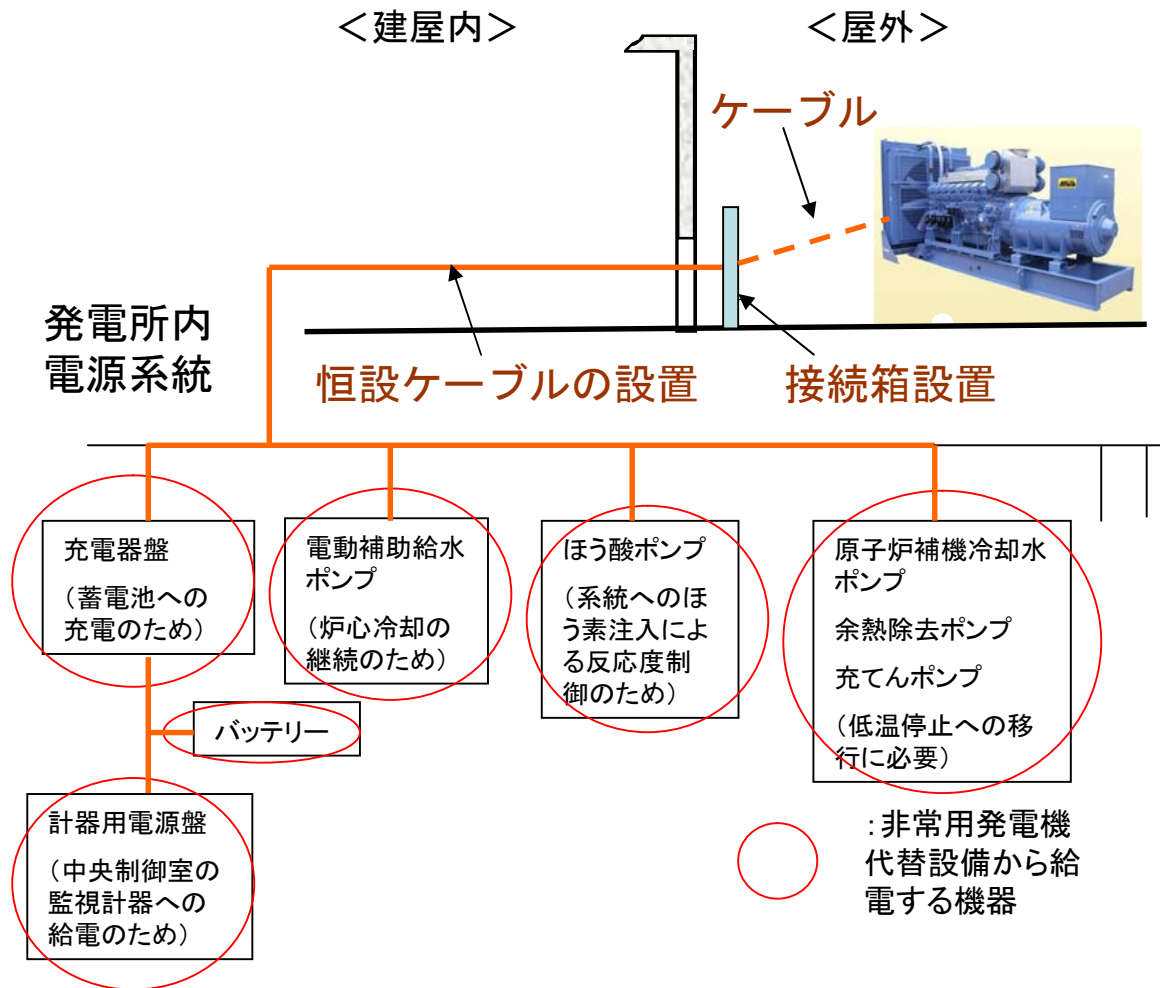 ＜建屋内＞
＜屋外＞
ケーブル
発電所内
電源系統
恒設ケーブルの設置
接続箱設置
充電器盤
（蓄電池への
充電のため）
電動補助給水
ポンプ
（炉心冷却の
継続のため）
ほう酸ポンプ
（系統へのほ
う素注入によ
る反応度制
御のため）
原子炉補機冷却水
ポンプ
余熱除去ポンプ
充てんポンプ
（低温停止への移
行に必要）
バッテリー
計器用電源盤
（中央制御室の
監視計器への
給電のため）
：非常用発電機
代替設備から給
電する機器